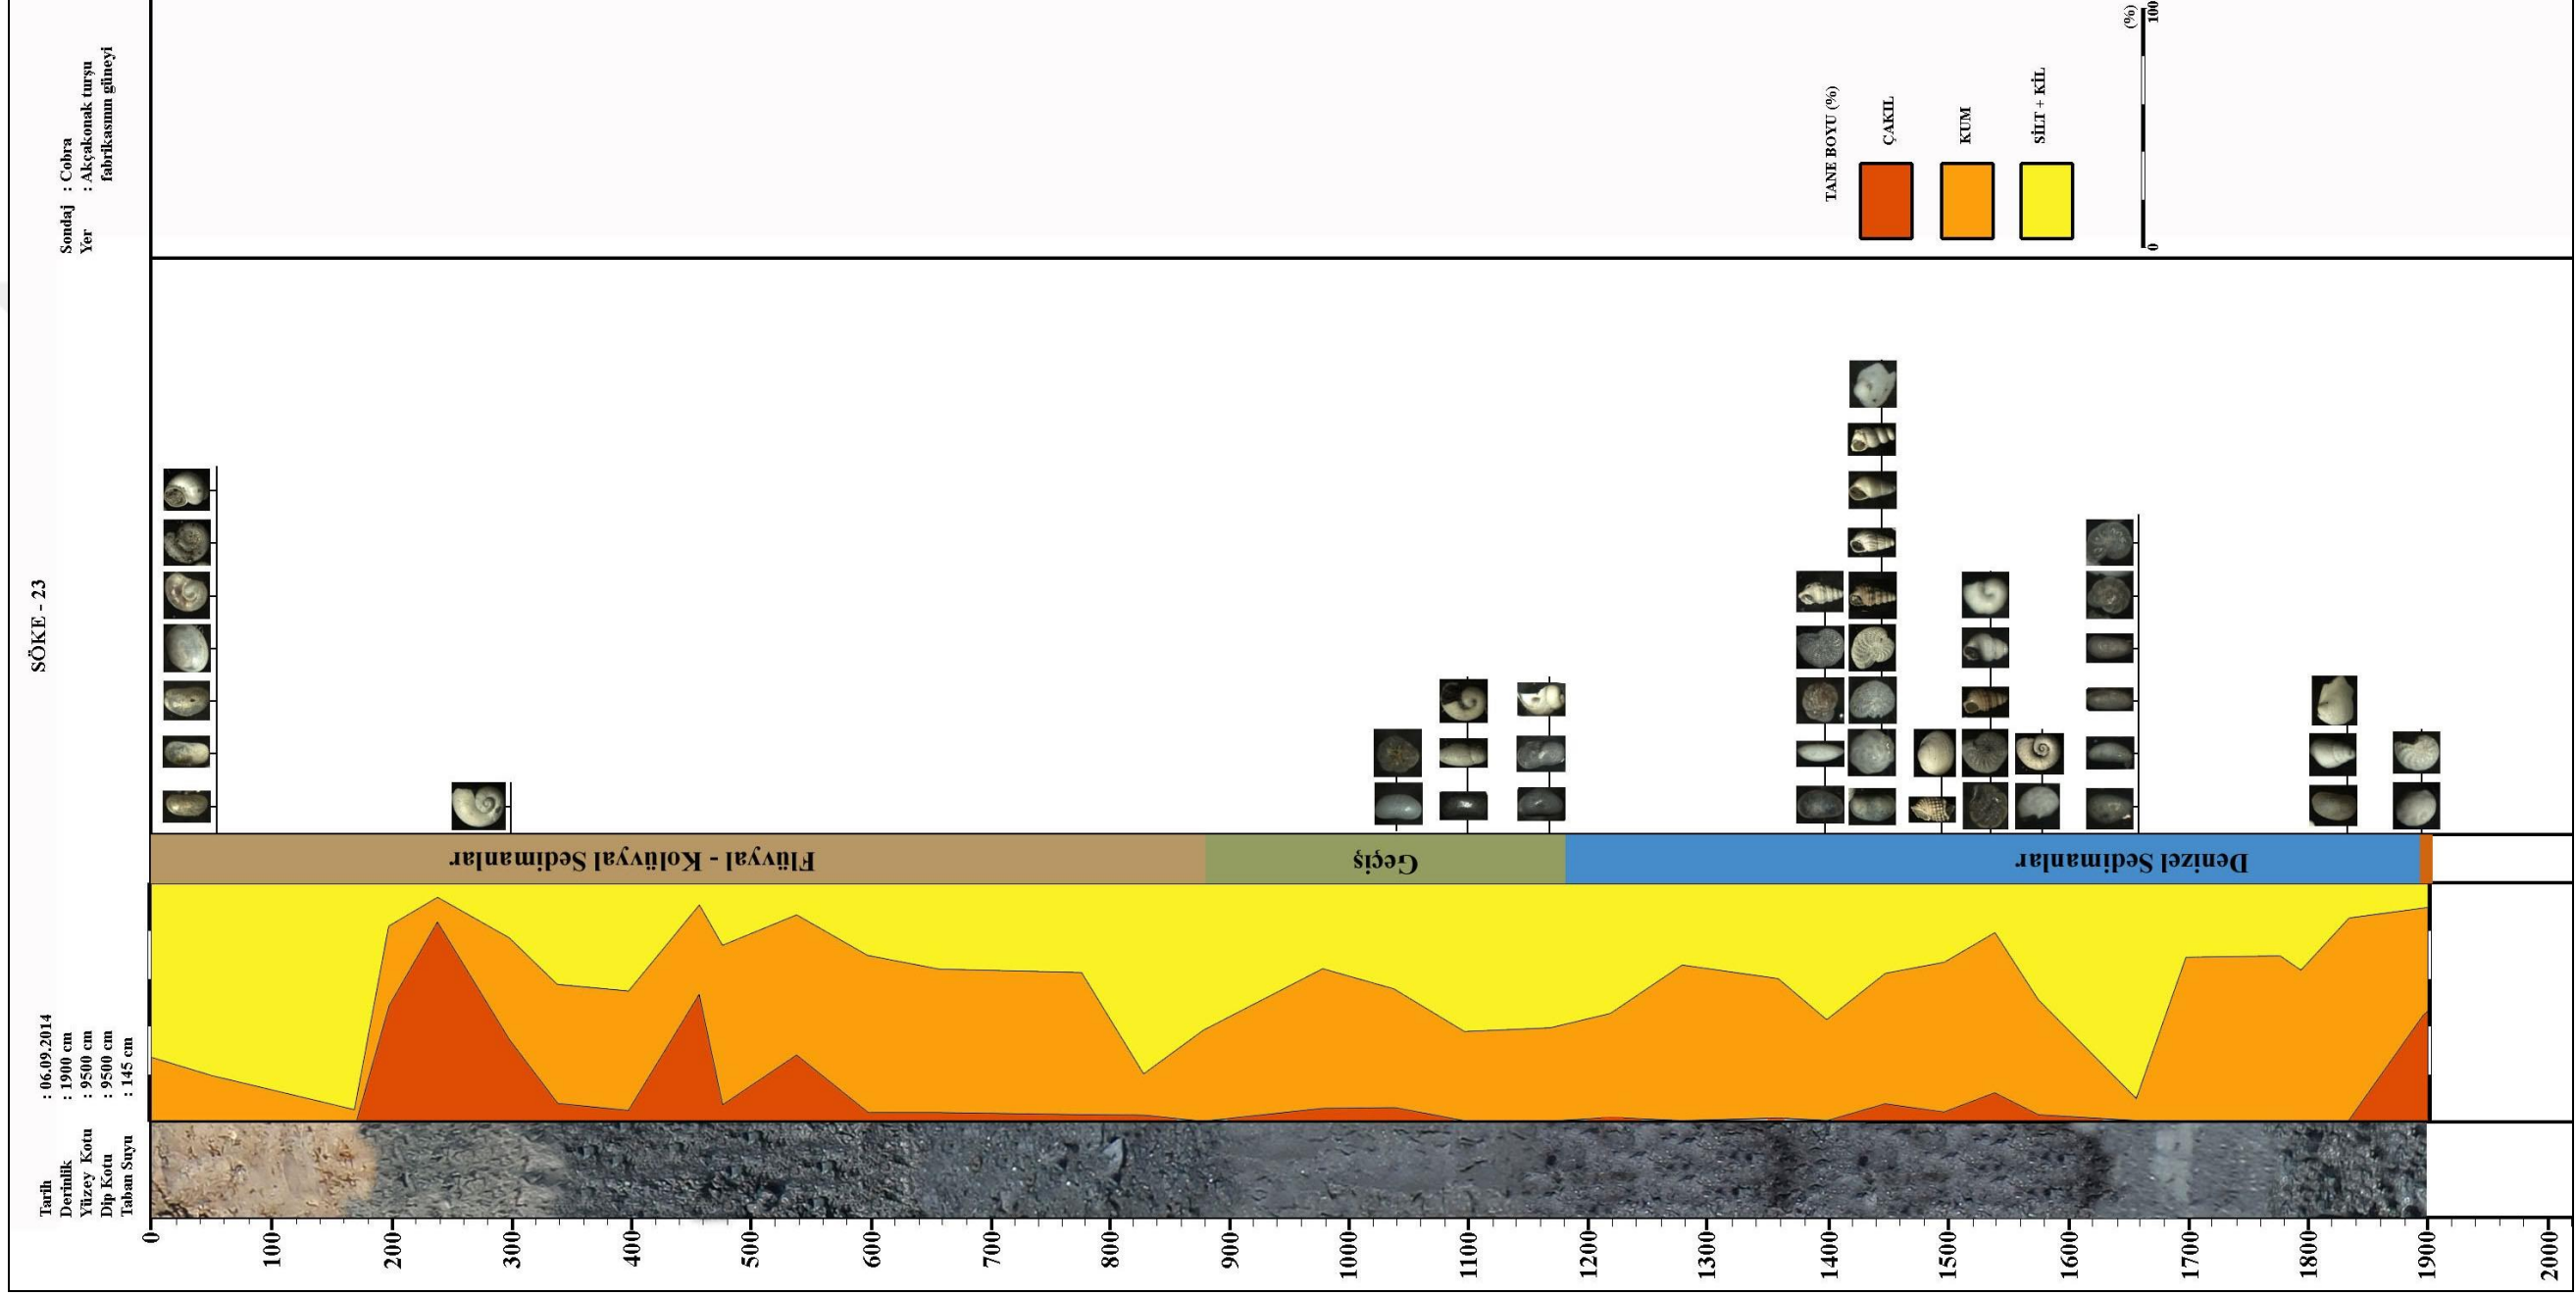 SÖKE - 23
Tarih : 06.09.2014
Derinlik : 1900 cm
Yüzey Kotu : 9500 cm
Dip Kotu : 9500 cm
Taban Suyu : 145 cm
Sondaj : Cobra
Yer : Akçakonak turşu
fabrikasının güneyi
0
100
200
300
400
500
600
700
800
900
1000
1100
1200
1300
1400
1500
1600
1700
1800
1900
2000
Flüvyal - Kolüvyal Sedimanlar
Geçiş
Denizel Sedimanlar
TANE BOYU (%)
ÇAKIL
KUM
SİLT + KİL
(%)
0
100